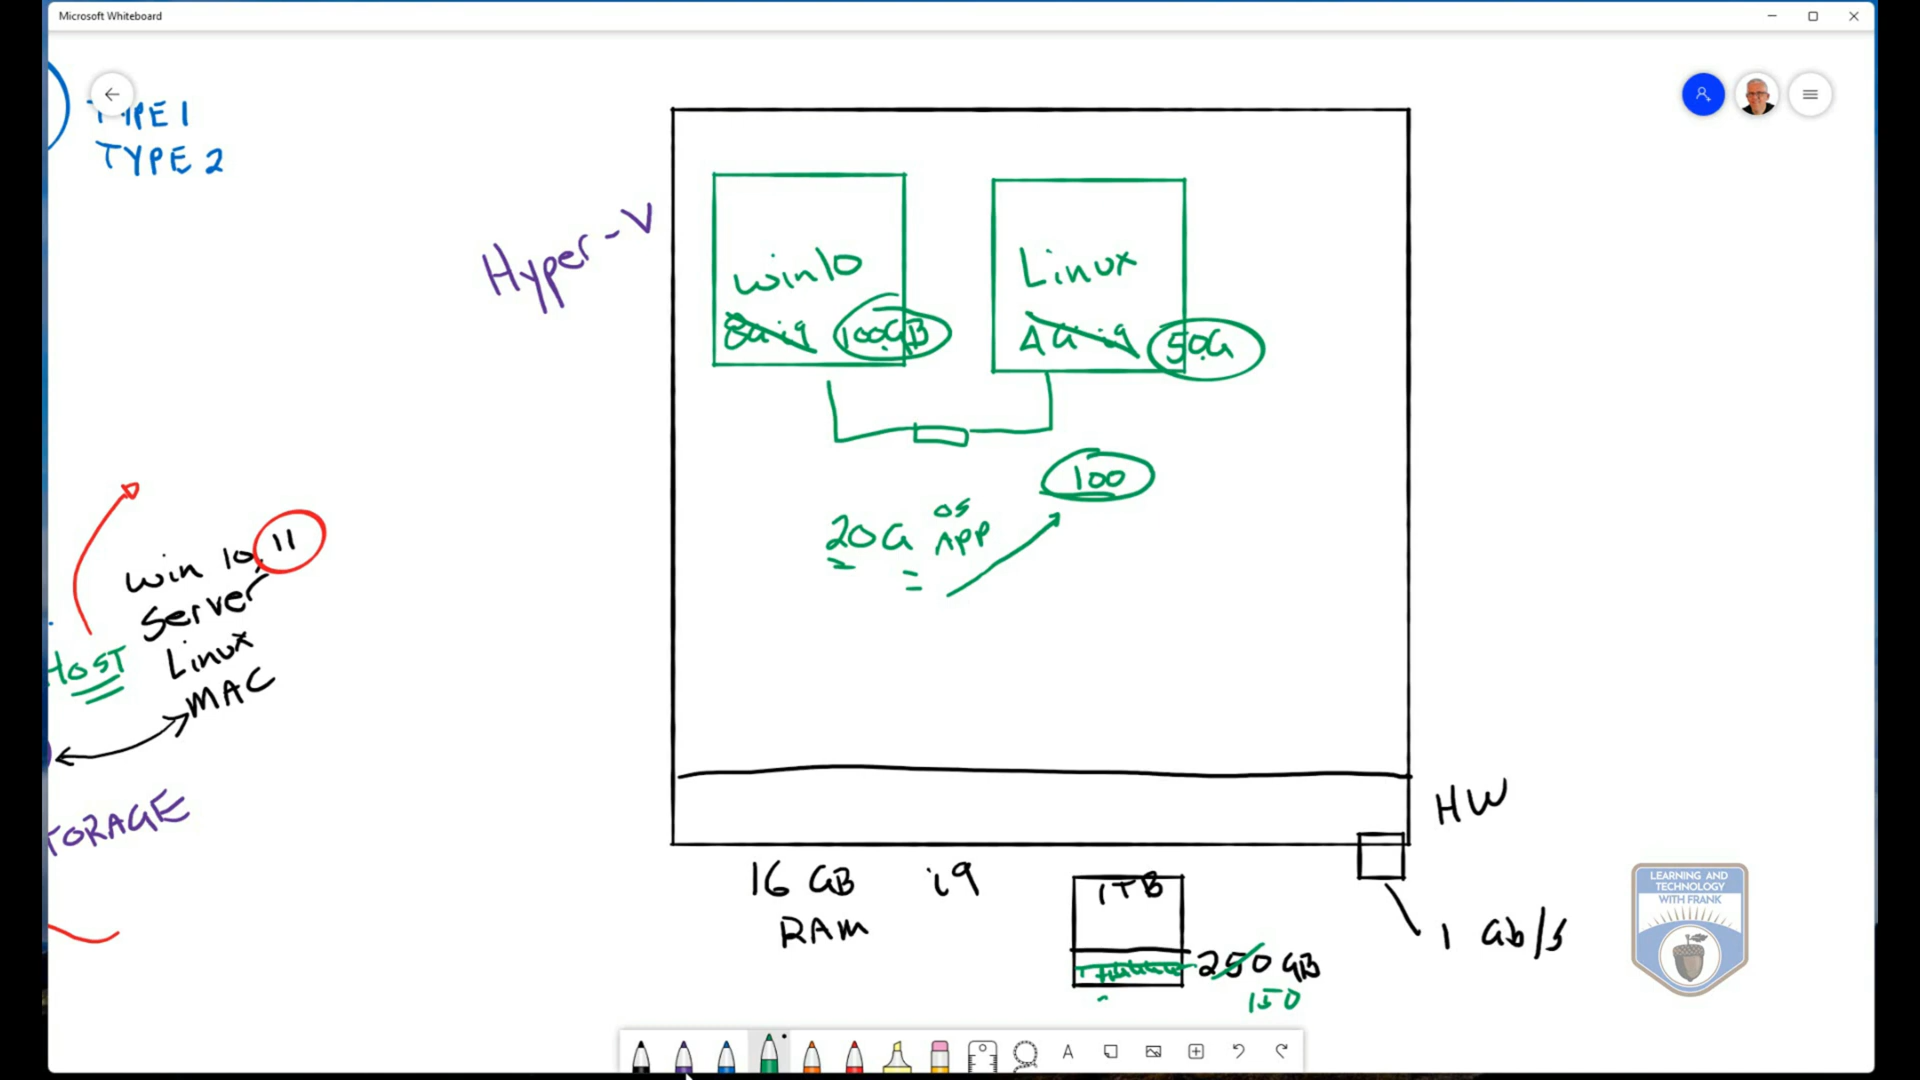 Microsoft Whiteboard
TYPE 1
TYPE 2
Hyper-V
Win10
100GB
Linux
50G
100
20G OS
APP
Win 10, 11
Server
Linux
MAC
HOST
TORAGE
HW
16 GB
RAM
i9
1TB
250 GB
150
1 Gb/s
LEARNING AND
TECHNOLOGY
WITH FRANK
A